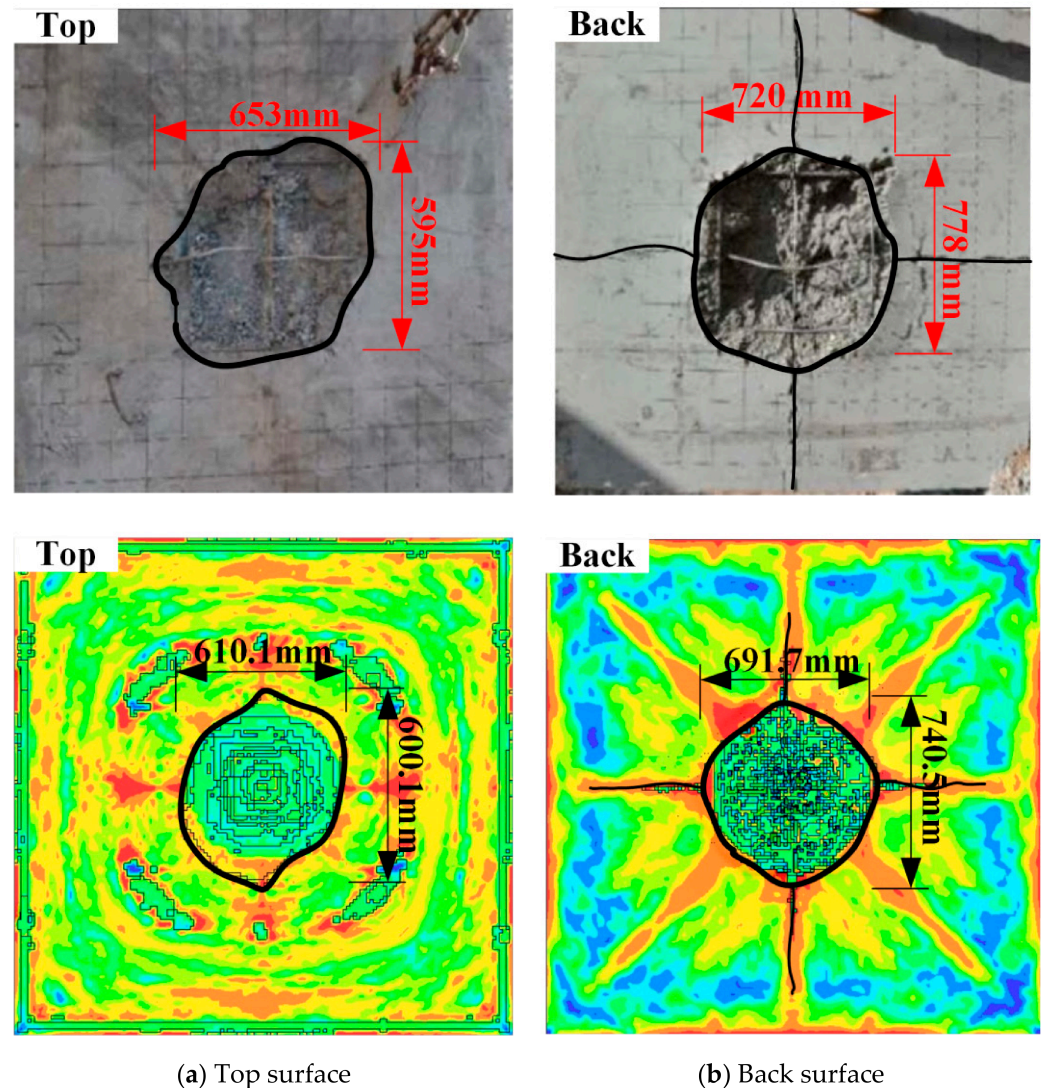 Top
Back
653mm
720 mm
595mm
778 mm
Top
Back
610.1mm
691.7mm
600.1mm
740.5mm
(a) Top surface
(b) Back surface